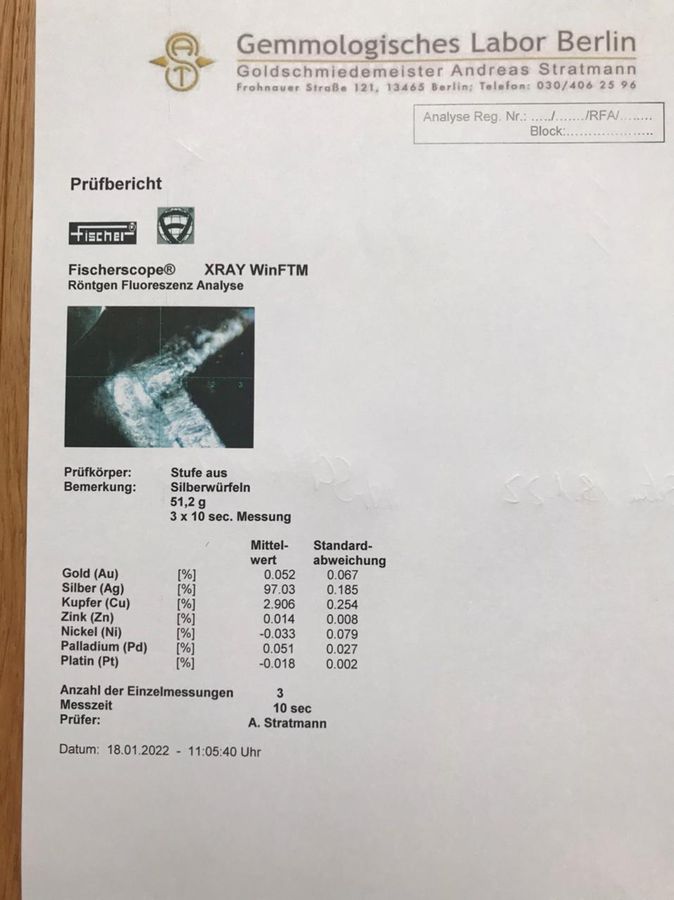 AST
Gemmologisches Labor Berlin
Goldschmiedemeister Andreas Stratmann
Frohnauer Straße 121, 13465 Berlin; Telefon: 030/406 25 96
Analyse Reg. Nr.: ...../......./RFA/........
Block:.....................
Prüfbericht
Fischer®
Fischerscope® XRAY WinFTM
Röntgen Fluoreszenz Analyse
Prüfkörper: Stufe aus
Bemerkung: Silberwürfeln
51,2 g
3 x 10 sec. Messung
Mittel- Standard-
wert abweichung
Gold (Au) [%] 0.052 0.067
Silber (Ag) [%] 97.03 0.185
Kupfer (Cu) [%] 2.906 0.254
Zink (Zn) [%] 0.014 0.008
Nickel (Ni) [%] -0.033 0.079
Palladium (Pd) [%] 0.051 0.027
Platin (Pt) [%] -0.018 0.002
Anzahl der Einzelmessungen 3
Messzeit 10 sec
Prüfer: A. Stratmann
Datum: 18.01.2022 - 11:05:40 Uhr